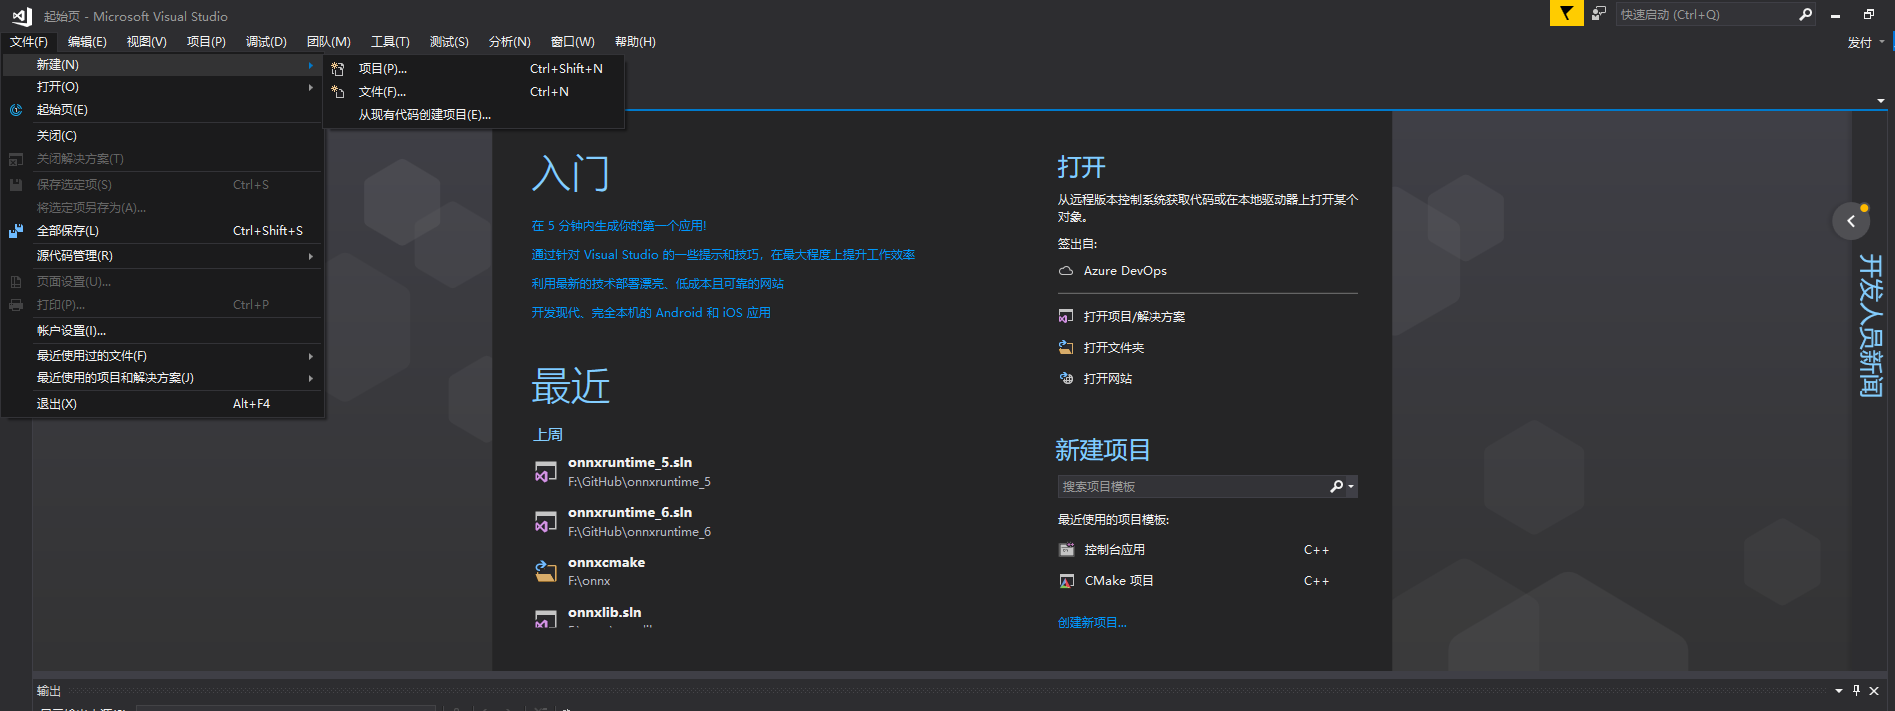 起始页 - Microsoft Visual Studio
快速启动 (Ctrl+Q)
文件(F) 编辑(E) 视图(V) 项目(P) 调试(D) 团队(M) 工具(T) 测试(S) 分析(N) 窗口(W) 帮助(H)
发付
新建(N)
打开(O)
起始页(E)
关闭(C)
关闭解决方案(T)
保存选定项(S) Ctrl+S
将选定项另存为(A)...
全部保存(L) Ctrl+Shift+S
源代码管理(R)
页面设置(U)...
打印(P)... Ctrl+P
帐户设置(I)...
最近使用过的文件(F)
最近使用的项目和解决方案(J)
退出(X) Alt+F4
项目(P)... Ctrl+Shift+N
文件(F)... Ctrl+N
从现有代码创建项目(E)...
入门
在 5 分钟内生成你的第一个应用!
通过针对 Visual Studio 的一些提示和技巧，在最大程度上提升工作效率
利用最新的技术部署漂亮、低成本且可靠的网站
开发现代、完全本机的 Android 和 iOS 应用
最近
上周
onnxruntime_5.sln
F:\GitHub\onnxruntime_5
onnxruntime_6.sln
F:\GitHub\onnxruntime_6
onnxcmake
F:\onnx
onnxlib.sln
打开
从远程版本控制系统获取代码或在本地驱动器上打开某个
对象。
签出自:
Azure DevOps
打开项目/解决方案
打开文件夹
打开网站
新建项目
搜索项目模板
最近使用的项目模板:
控制台应用 C++
CMake 项目 C++
创建新项目...
开发人员新闻
输出